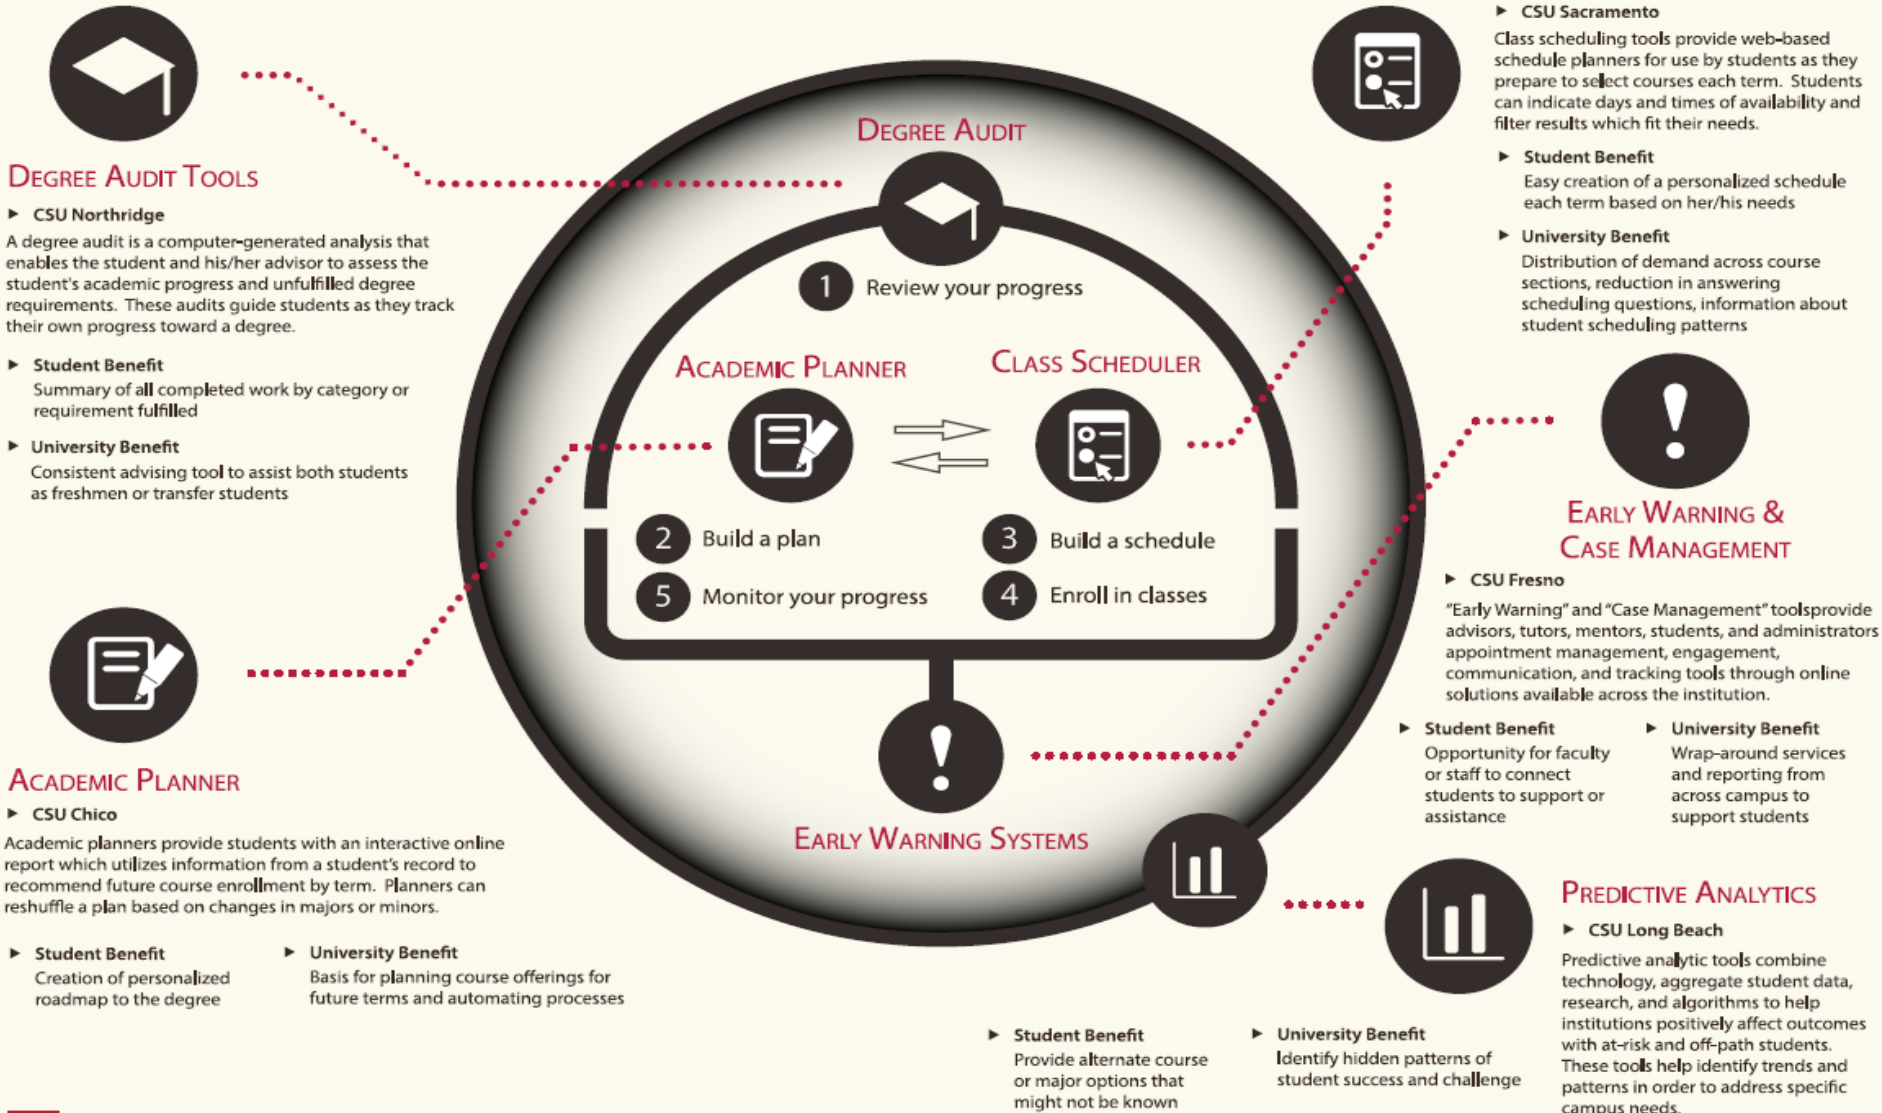 DEGREE AUDIT TOOLS
► CSU Northridge
A degree audit is a computer-generated analysis that
enables the student and his/her advisor to assess the
student's academic progress and unfulfilled degree
requirements. These audits guide students as they track
their own progress toward a degree.
► Student Benefit
Summary of all completed work by category or
requirement fulfilled
► University Benefit
Consistent advising tool to assist both students
as freshmen or transfer students
ACADEMIC PLANNER
► CSU Chico
Academic planners provide students with an interactive online
report which utilizes information from a student's record to
recommend future course enrollment by term. Planners can
reshuffle a plan based on changes in majors or minors.
► Student Benefit
Creation of personalized
roadmap to the degree
► University Benefit
Basis for planning course offerings for
future terms and automating processes
DEGREE AUDIT
1 Review your progress
ACADEMIC PLANNER
2 Build a plan
5 Monitor your progress
CLASS SCHEDULER
3 Build a schedule
4 Enroll in classes
EARLY WARNING SYSTEMS
► CSU Sacramento
Class scheduling tools provide web-based
schedule planners for use by students as they
prepare to select courses each term. Students
can indicate days and times of availability and
filter results which fit their needs.
► Student Benefit
Easy creation of a personalized schedule
each term based on her/his needs
► University Benefit
Distribution of demand across course
sections, reduction in answering
scheduling questions, information about
student scheduling patterns
EARLY WARNING &
CASE MANAGEMENT
► CSU Fresno
"Early Warning" and "Case Management" toolsprovide
advisors, tutors, mentors, students, and administrators
appointment management, engagement,
communication, and tracking tools through online
solutions available across the institution.
► Student Benefit
Opportunity for faculty
or staff to connect
students to support or
assistance
► University Benefit
Wrap-around services
and reporting from
across campus to
support students
PREDICTIVE ANALYTICS
► CSU Long Beach
Predictive analytic tools combine
technology, aggregate student data,
research, and algorithms to help
institutions positively affect outcomes
with at-risk and off-path students.
These tools help identify trends and
patterns in order to address specific
campus needs.
► Student Benefit
Provide alternate course
or major options that
might not be known
► University Benefit
Identify hidden patterns of
student success and challenge